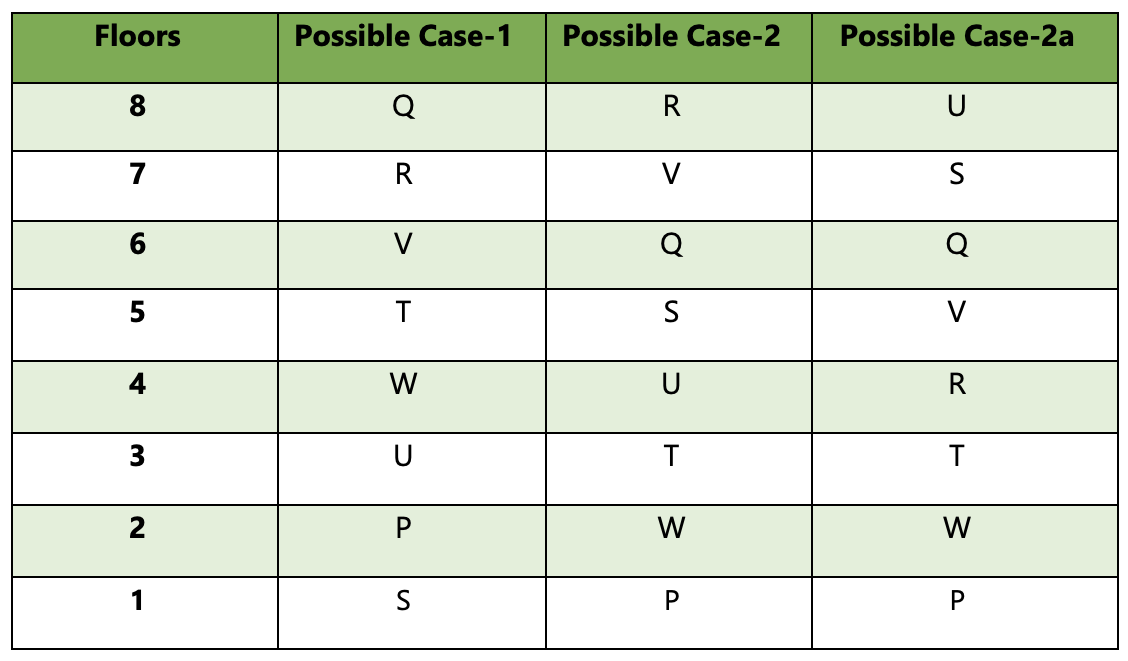 Floors Possible Case-1 Possible Case-2 Possible Case-2a
8 Q R U
7 R V S
6 V Q Q
5 T S V
4 W U R
3 U T T
2 P W W
1 S P P